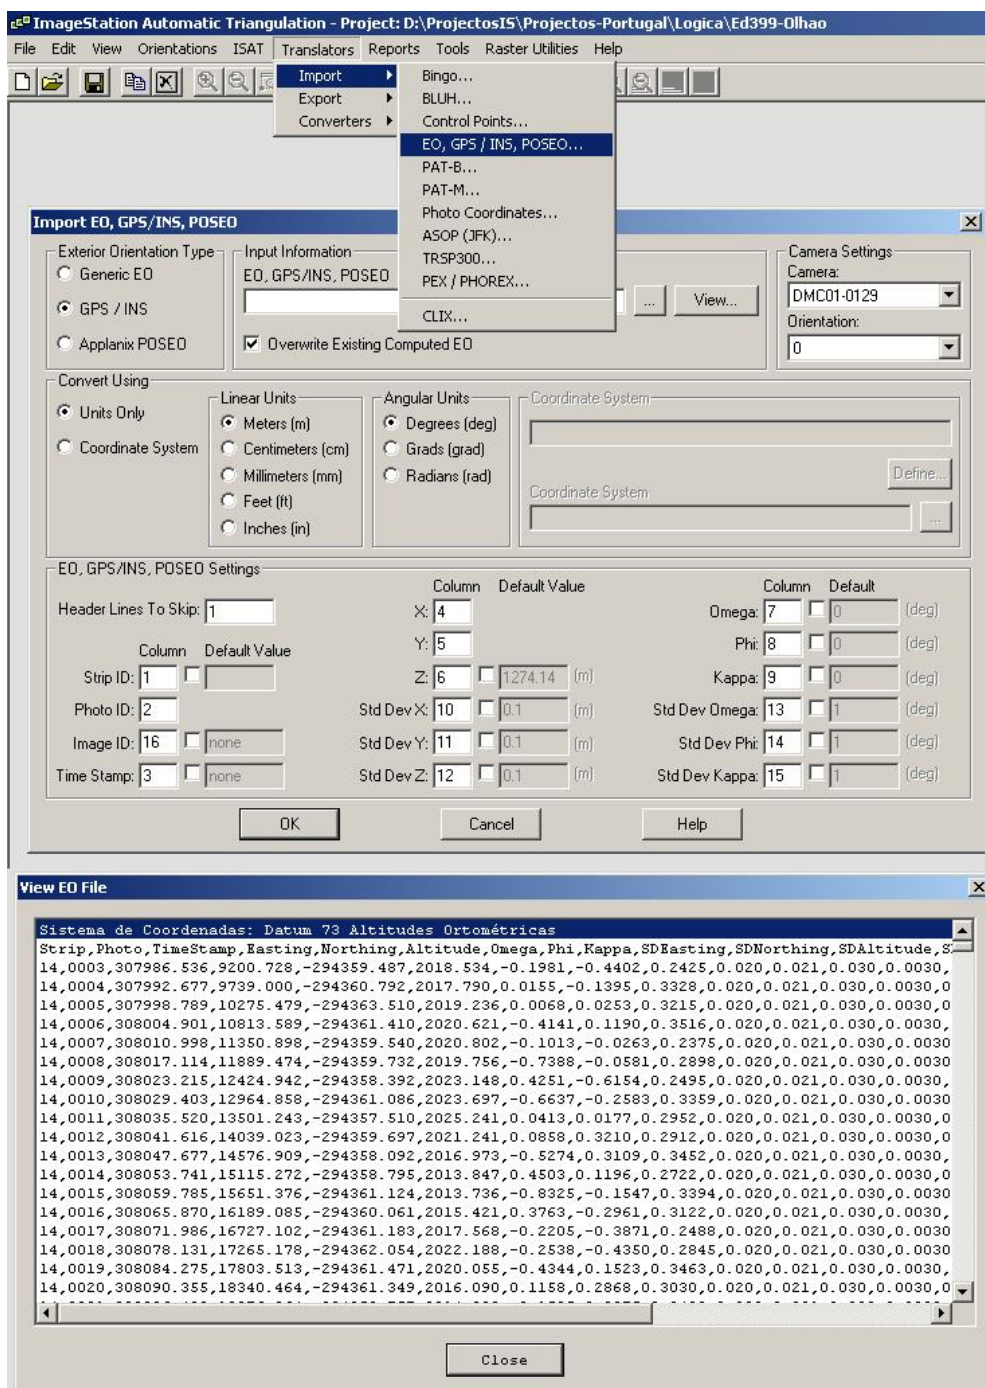 ImageStation Automatic Triangulation - Project: D:\ProjectosIS\Projectos-Portugal\Logica\Ed399-Olhao
File Edit View Orientations ISAT Translators Reports Tools Raster Utilities Help
Import
Export
Converters
Bingo...
BLUH...
Control Points...
EO, GPS / INS, POSEO...
PAT-B...
PAT-M...
Photo Coordinates...
ASOP (JFK)...
TRSP300...
PEX / PHOREX...
CLIX...
Import EO, GPS/INS, POSEO
Exterior Orientation Type
Generic EO
GPS / INS
Applanix POSEO
Input Information
EO, GPS/INS, POSEO
... View...
Overwrite Existing Computed EO
Camera Settings
Camera:
DMC01-0129
Orientation:
0
Convert Using
Units Only
Coordinate System
Linear Units
Meters (m)
Centimeters (cm)
Millimeters (mm)
Feet (ft)
Inches (in)
Angular Units
Degrees (deg)
Grads (grad)
Radians (rad)
Coordinate System
Define...
Coordinate System
...
EO, GPS/INS, POSEO Settings
Header Lines To Skip: 1
Column Default Value
Strip ID: 1
Photo ID: 2
Image ID: 16 none
Time Stamp: 3 none
Column Default Value
X: 4
Y: 5
Z: 6 1274.14 (m)
Std Dev X: 10 0.1 (m)
Std Dev Y: 11 0.1 (m)
Std Dev Z: 12 0.1 (m)
Column Default
Omega: 7 0 (deg)
Phi: 8 0 (deg)
Kappa: 9 0 (deg)
Std Dev Omega: 13 1 (deg)
Std Dev Phi: 14 1 (deg)
Std Dev Kappa: 15 1 (deg)
OK Cancel Help
View EO File
Sistema de Coordenadas: Datum 73 Altitudes Ortométricas
Strip,Photo,TimeStamp,Easting,Northing,Altitude,Omega,Phi,Kappa,SDEasting,SDNorthing,SDAltitude,S
14,0003,307986.536,9200.728,-294359.487,2018.534,-0.1981,-0.4402,0.2425,0.020,0.021,0.030,0.0030,
14,0004,307992.677,9739.000,-294360.792,2017.790,0.0155,-0.1395,0.3328,0.020,0.021,0.030,0.0030,0
14,0005,307998.789,10275.479,-294363.510,2019.236,0.0068,0.0253,0.3215,0.020,0.021,0.030,0.0030,0
14,0006,308004.901,10813.589,-294361.410,2020.621,-0.4141,0.1190,0.3516,0.020,0.021,0.030,0.0030,
14,0007,308010.998,11350.898,-294359.540,2020.802,-0.1013,-0.0263,0.2375,0.020,0.021,0.030,0.0030
14,0008,308017.114,11889.474,-294359.732,2019.756,-0.7388,-0.0581,0.2898,0.020,0.021,0.030,0.0030
14,0009,308023.215,12424.942,-294358.392,2023.148,0.4251,-0.6154,0.2495,0.020,0.021,0.030,0.0030,
14,0010,308029.403,12964.858,-294361.086,2023.697,-0.6637,-0.2583,0.3359,0.020,0.021,0.030,0.0030
14,0011,308035.520,13501.243,-294357.510,2025.241,0.0413,0.0177,0.2952,0.020,0.021,0.030,0.0030,0
14,0012,308041.616,14039.023,-294359.697,2021.241,0.0858,0.3210,0.2912,0.020,0.021,0.030,0.0030,0
14,0013,308047.677,14576.909,-294358.092,2016.973,-0.5274,0.3109,0.3452,0.020,0.021,0.030,0.0030,
14,0014,308053.741,15115.272,-294358.795,2013.847,0.4503,0.1196,0.2722,0.020,0.021,0.030,0.0030,0
14,0015,308059.785,15651.376,-294361.124,2013.736,-0.8325,-0.1547,0.3394,0.020,0.021,0.030,0.0030
14,0016,308065.870,16189.085,-294360.061,2015.421,0.3763,-0.2961,0.3122,0.020,0.021,0.030,0.0030,
14,0017,308071.986,16727.102,-294361.183,2017.568,-0.2205,-0.3871,0.2488,0.020,0.021,0.030,0.0030
14,0018,308078.131,17265.178,-294362.054,2022.188,-0.2538,-0.4350,0.2845,0.020,0.021,0.030,0.0030
14,0019,308084.275,17803.513,-294361.471,2020.055,-0.4344,0.1523,0.3463,0.020,0.021,0.030,0.0030,
14,0020,308090.355,18340.464,-294361.349,2016.090,0.1158,0.2868,0.3030,0.020,0.021,0.030,0.0030,0
Close